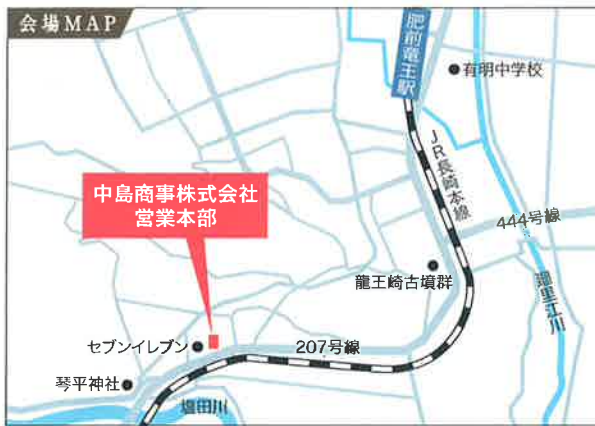 会場MAP
肥前竜王駅
有明中学校
JR長崎本線
中島商事株式会社
営業本部
444号線
龍王崎古墳群
廻里江川
セブンイレブン
207号線
琴平神社
塩田川